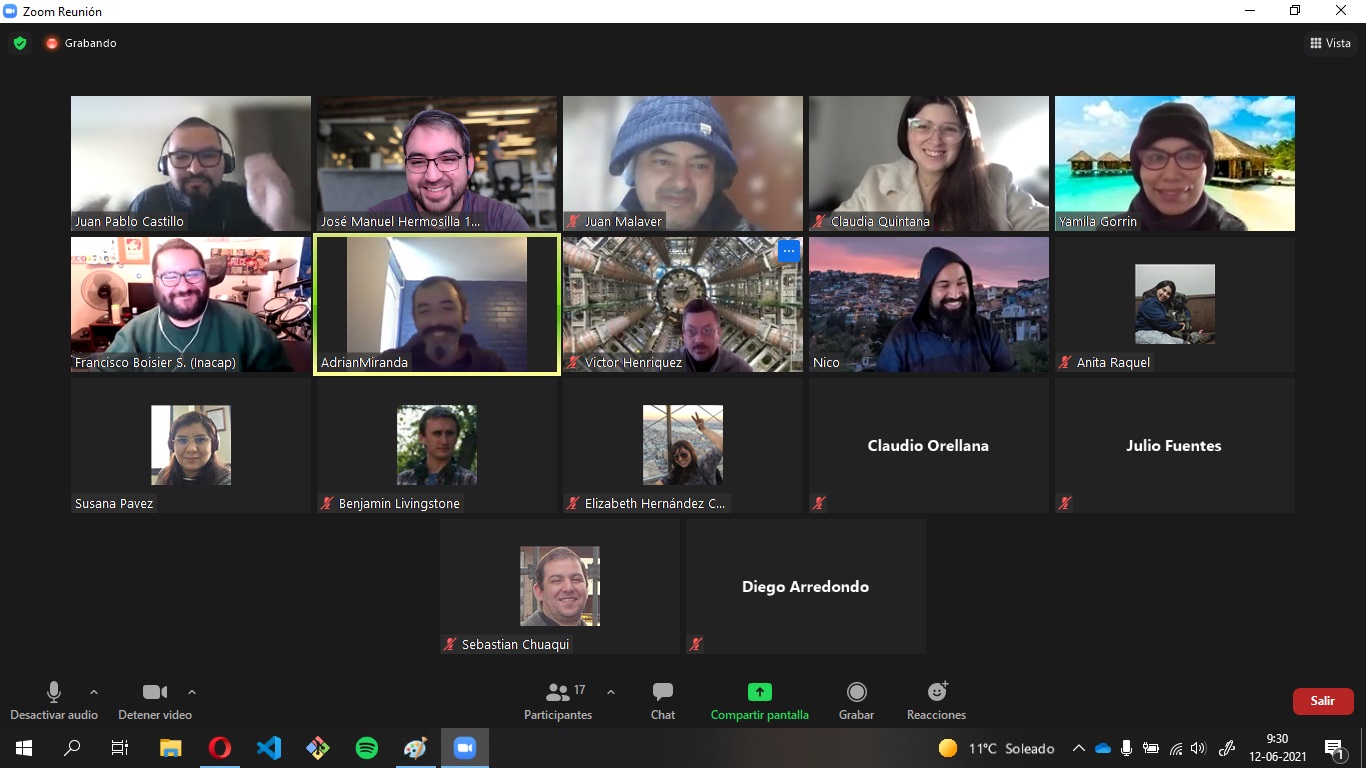 Zoom Reunión
Grabando
Vista
Juan Pablo Castillo
José Manuel Hermosilla 1...
Juan Malaver
Claudia Quintana
Yamila Gorrin
Francisco Boisier S. (Inacap)
AdrianMiranda
Victor Henriquez
Nico
Anita Raquel
Susana Pavez
Benjamin Livingstone
Elizabeth Hernández C...
Claudio Orellana
Julio Fuentes
Sebastian Chuaqui
Diego Arredondo
17
Desactivar audio
Detener video
Participantes
Chat
Compartir pantalla
Grabar
Reacciones
Salir
11°C Soleado
9:30
12-06-2021
1